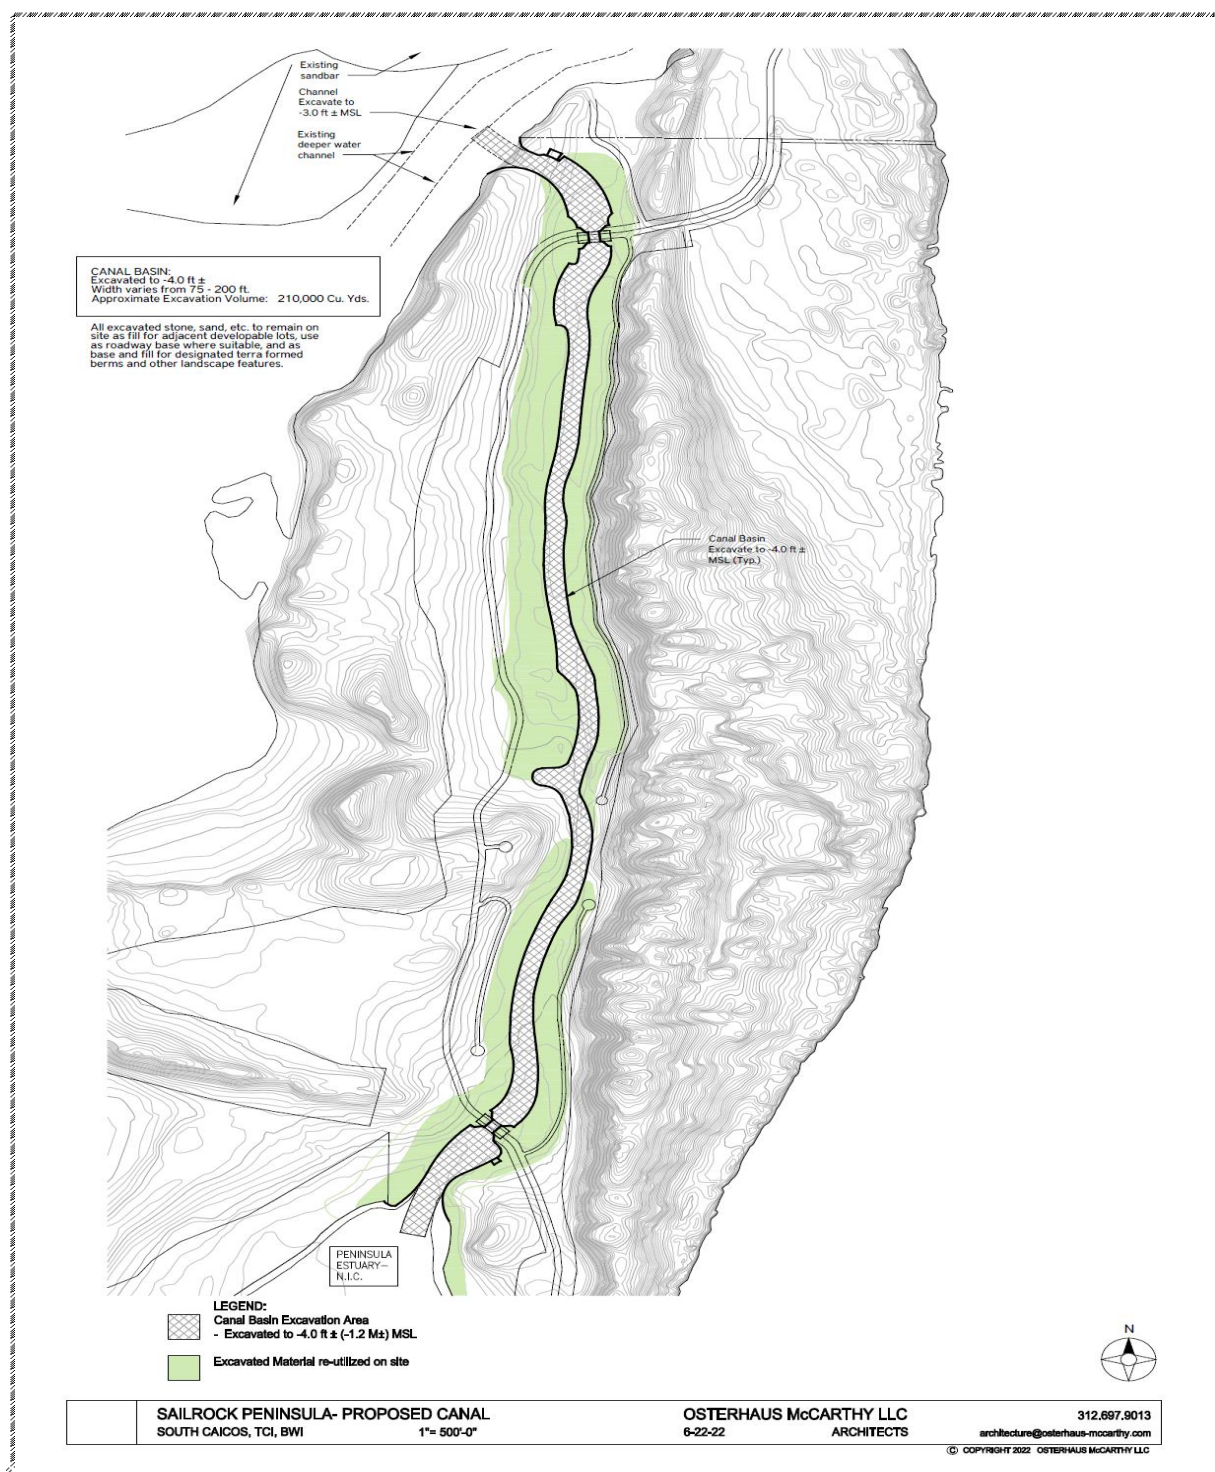 Existing
sandbar
Channel
Excavate to
-3.0 ft ± MSL
Existing
deeper water
channel
CANAL BASIN:
Excavated to -4.0 ft ±
Width varies from 75 - 200 ft.
Approximate Excavation Volume: 210,000 Cu. Yds.
All excavated stone, sand, etc. to remain on
site as fill for adjacent developable lots, use
as roadway base where suitable, and as
base and fill for designated terra formed
berms and other landscape features.
Canal Basin
Excavate to -4.0 ft ±
MSL (Typ.)
PENINSULA
ESTUARY–
N.I.C.
LEGEND:
Canal Basin Excavation Area
- Excavated to -4.0 ft ± (-1.2 M±) MSL
Excavated Material re-utilized on site
N
SAILROCK PENINSULA- PROPOSED CANAL
SOUTH CAICOS, TCI, BWI 1"= 500'-0"
OSTERHAUS McCARTHY LLC
6-22-22 ARCHITECTS
312.697.9013
architecture@osterhaus-mccarthy.com
© COPYRIGHT 2022 OSTERHAUS McCARTHY LLC